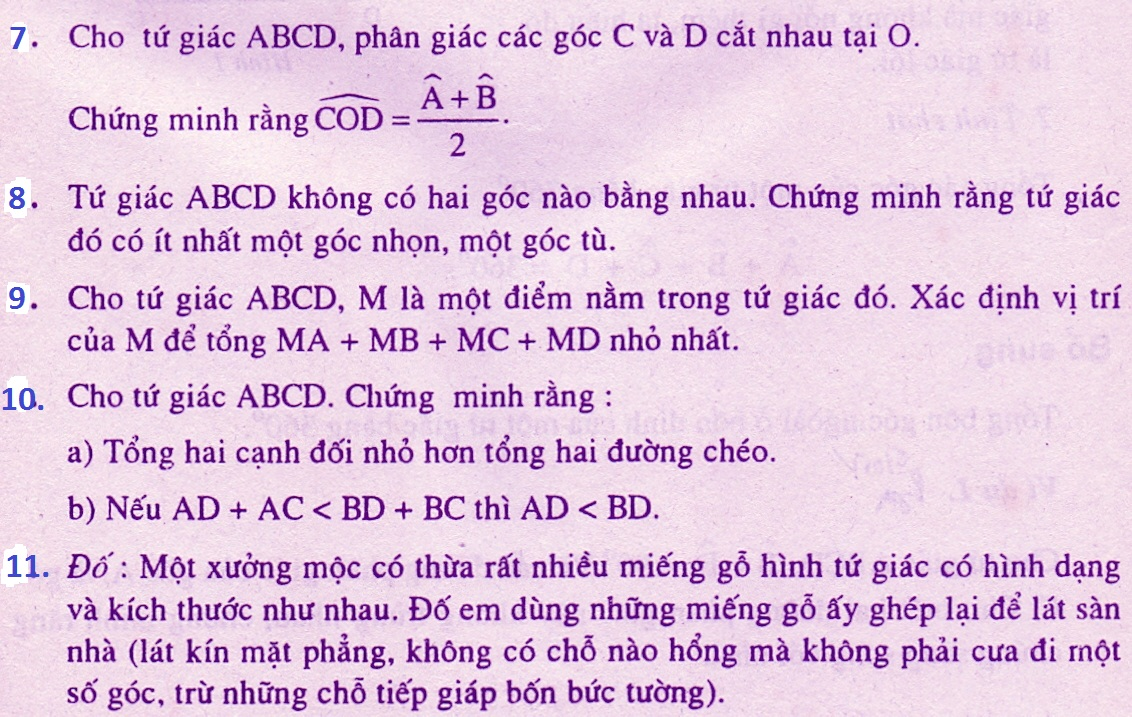 7. Cho tứ giác ABCD, phân giác các góc C và D cắt nhau tại O.
Chứng minh rằng $\widehat{COD} = \dfrac{\hat{A} + \hat{B}}{2}$.
8. Tứ giác ABCD không có hai góc nào bằng nhau. Chứng minh rằng tứ giác
đó có ít nhất một góc nhọn, một góc tù.
9. Cho tứ giác ABCD, M là một điểm nằm trong tứ giác đó. Xác định vị trí
của M để tổng MA + MB + MC + MD nhỏ nhất.
10. Cho tứ giác ABCD. Chứng minh rằng :
a) Tổng hai cạnh đối nhỏ hơn tổng hai đường chéo.
b) Nếu AD + AC < BD + BC thì AD < BD.
11. Đố : Một xưởng mộc có thừa rất nhiều miếng gỗ hình tứ giác có hình dạng
và kích thước như nhau. Đố em dùng những miếng gỗ ấy ghép lại để lát sàn
nhà (lát kín mặt phẳng, không có chỗ nào hổng mà không phải cưa đi một
số góc, trừ những chỗ tiếp giáp bốn bức tường).